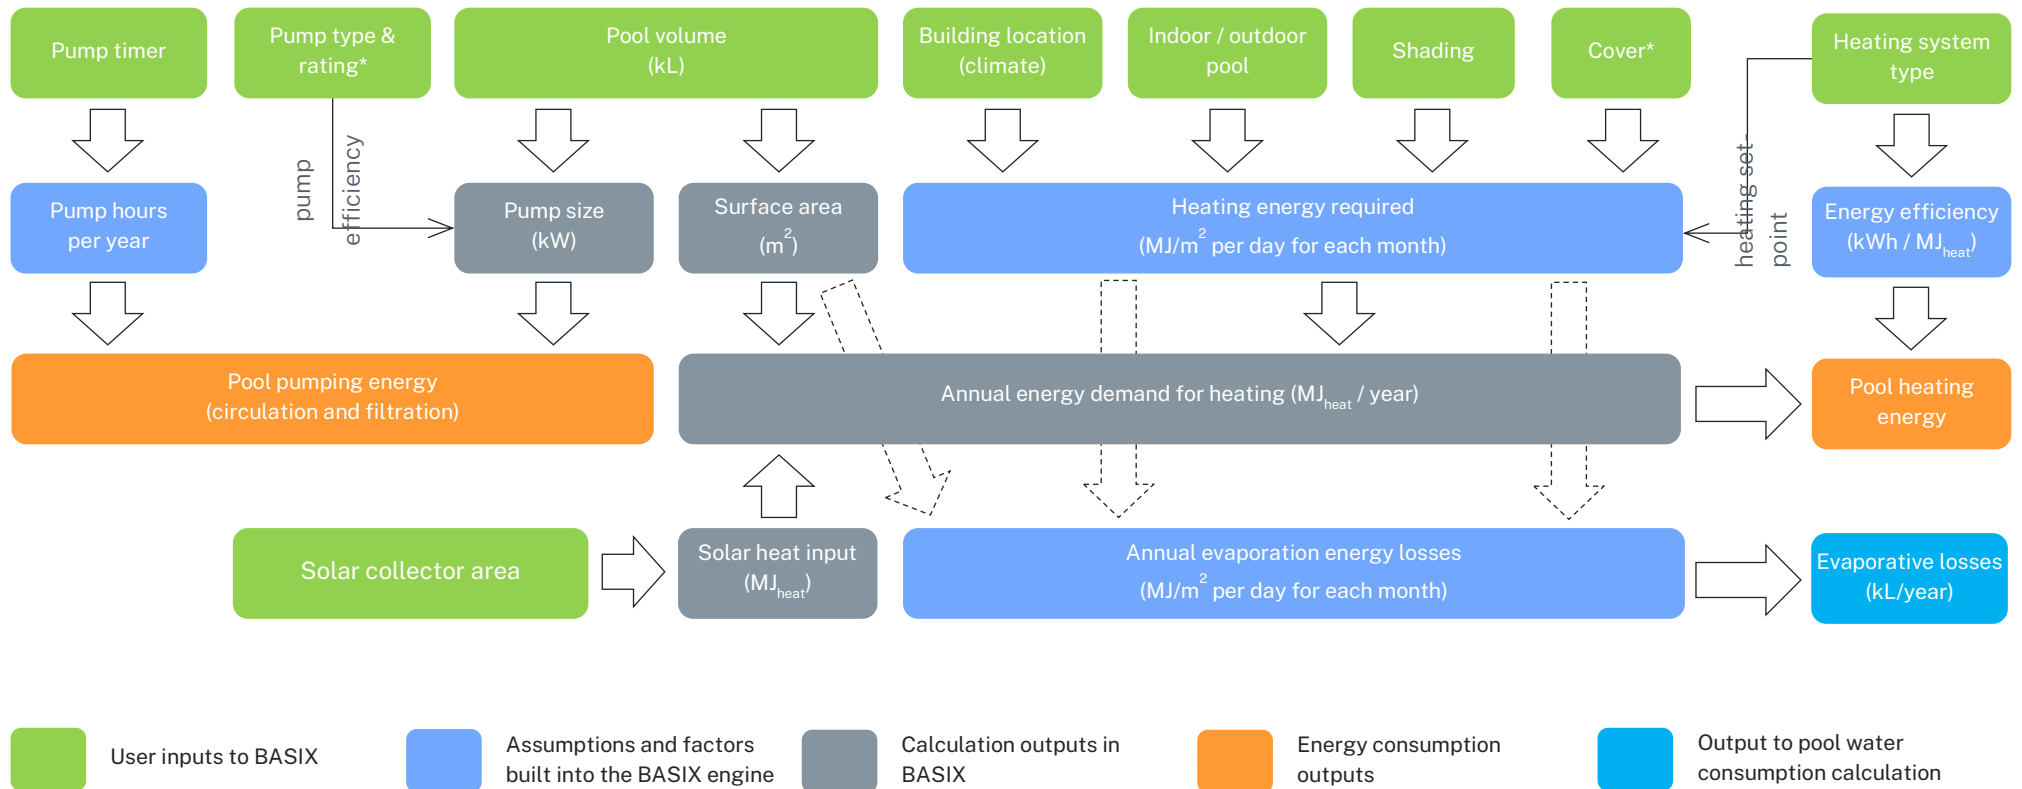 Pump timer
Pump type &
rating*
Pool volume
(kL)
Building location
(climate)
Indoor / outdoor
pool
Shading
Cover*
Heating system
type
pump
efficiency
heating set-
point
Pump hours
per year
Pump size
(kW)
Surface area
(m²)
Heating energy required
(MJ/m² per day for each month)
Energy efficiency
(kWh / MJheat)
Pool pumping energy
(circulation and filtration)
Annual energy demand for heating (MJheat / year)
Pool heating
energy
Solar collector area
Solar heat input
(MJheat)
Annual evaporation energy losses
(MJ/m² per day for each month)
Evaporative losses
(kL/year)
User inputs to BASIX
Assumptions and factors
built into the BASIX engine
Calculation outputs in
BASIX
Energy consumption
outputs
Output to pool water
consumption calculation